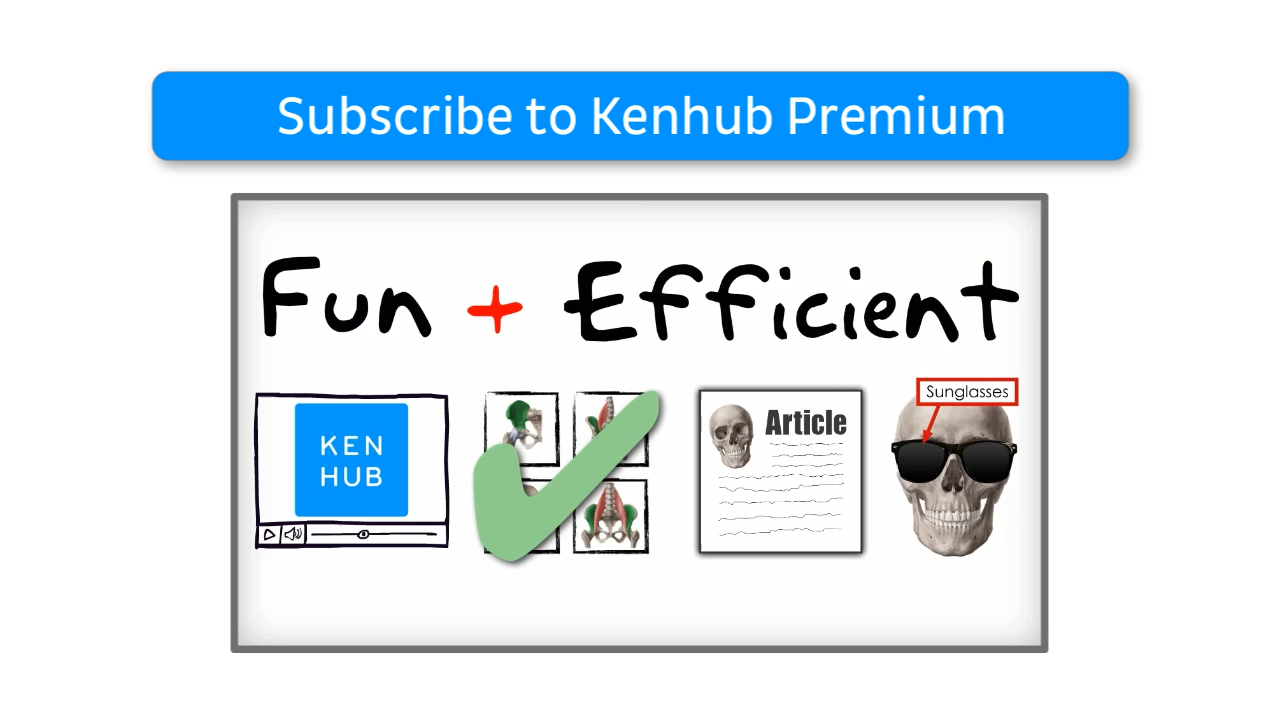 Subscribe to Kenhub Premium
Fun + Efficient
Sunglasses
KEN
HUB
Article